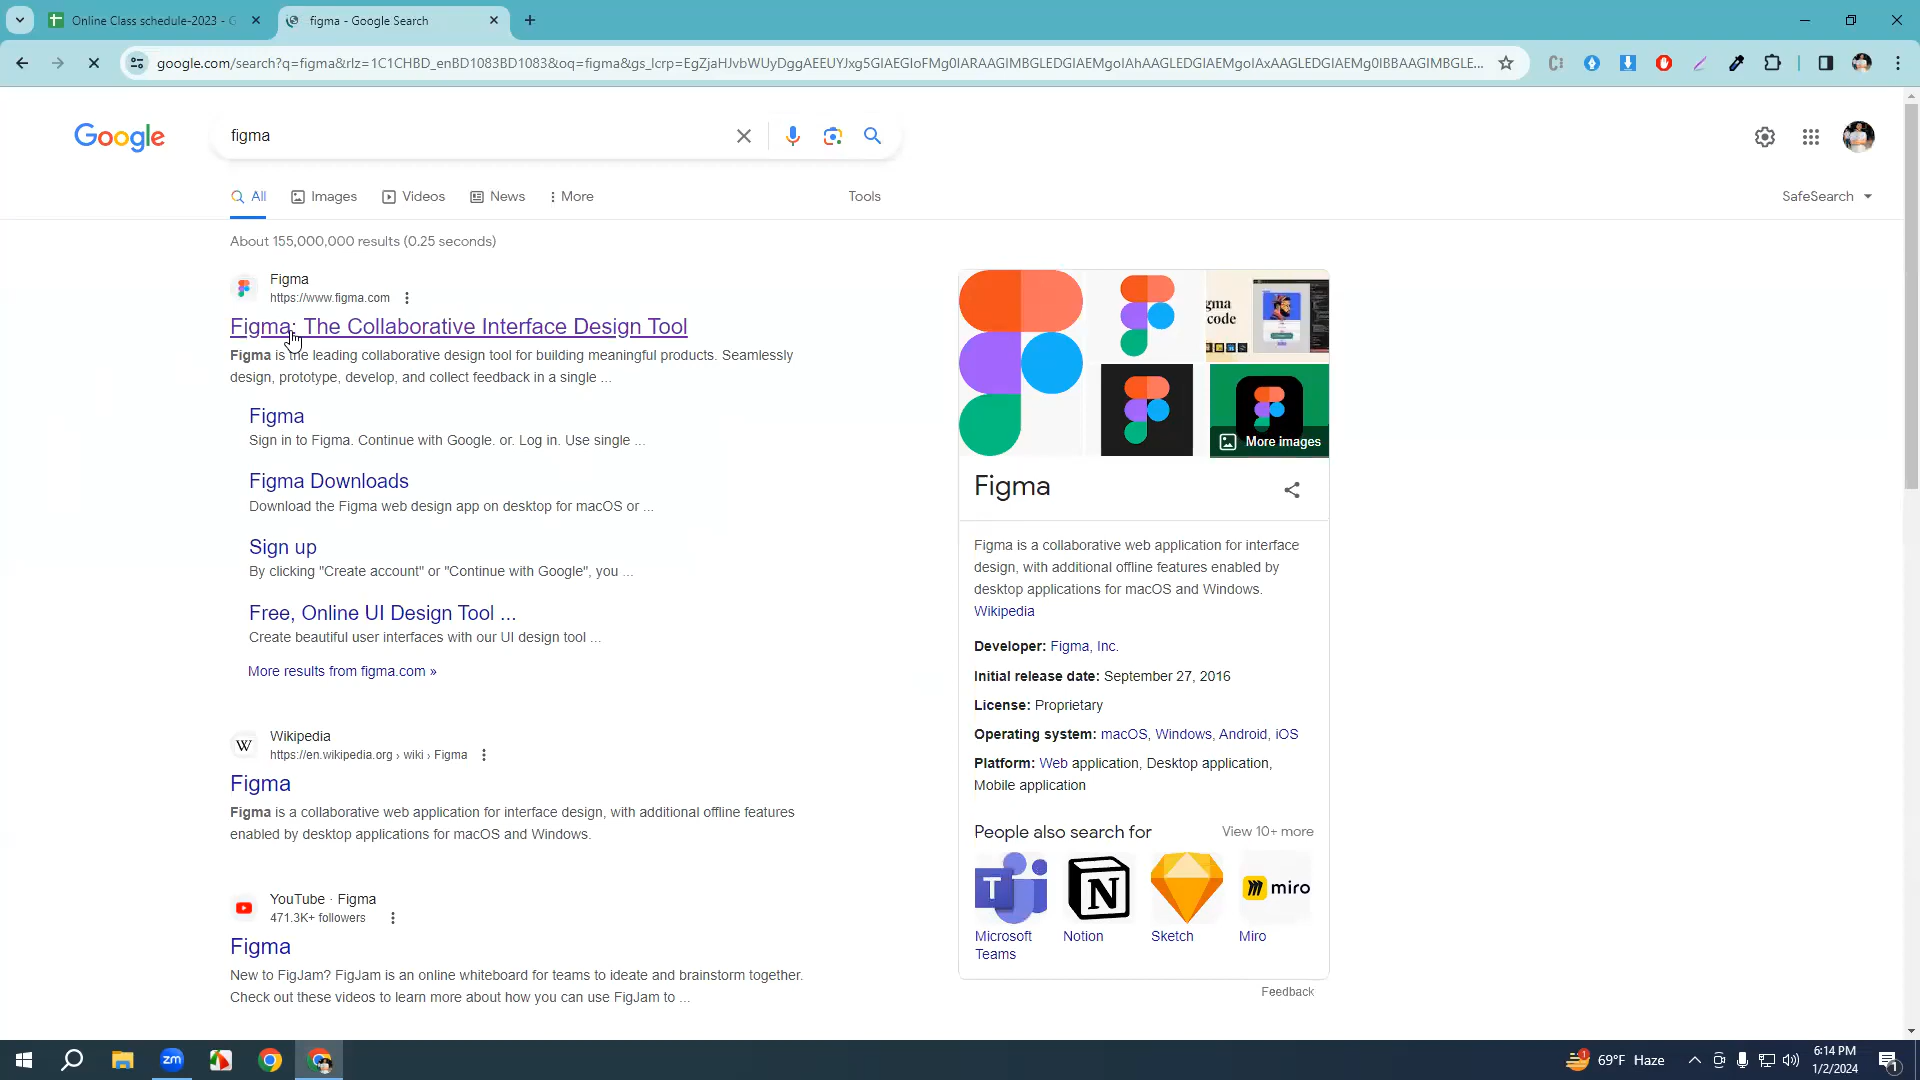 Online Class schedule-2023 - G
figma - Google Search
google.com/search?q=figma&rlz=1C1CHBD_enBD1083BD1083&oq=figma&gs_lcrp=EgZjaHJvbWUyDggAEEUYJxg5GIAEGIoFMg0IARAAGIMBGLEDGIAEMgoIAhAAGLEDGIAEMgoIAxAAGLEDGIAEMg0IBBAAGIMBGLE...
Google
figma
All
Images
Videos
News
More
Tools
SafeSearch
About 155,000,000 results (0.25 seconds)
Figma
https://www.figma.com
Figma: The Collaborative Interface Design Tool
Figma is the leading collaborative design tool for building meaningful products. Seamlessly
design, prototype, develop, and collect feedback in a single ...
Figma
Sign in to Figma. Continue with Google. or. Log in. Use single ...
Figma Downloads
Download the Figma web design app on desktop for macOS or ...
Sign up
By clicking "Create account" or "Continue with Google", you ...
Free, Online UI Design Tool ...
Create beautiful user interfaces with our UI design tool ...
More results from figma.com »
Wikipedia
https://en.wikipedia.org › wiki › Figma
Figma
Figma is a collaborative web application for interface design, with additional offline features
enabled by desktop applications for macOS and Windows.
YouTube · Figma
471.3K+ followers
Figma
New to FigJam? FigJam is an online whiteboard for teams to ideate and brainstorm together.
Check out these videos to learn more about how you can use FigJam to ...
gma
code
More images
Figma
Figma is a collaborative web application for interface design, with additional offline features enabled by
desktop applications for macOS and Windows.
Wikipedia
Developer: Figma, Inc.
Initial release date: September 27, 2016
License: Proprietary
Operating system: macOS, Windows, Android, iOS
Platform: Web application, Desktop application,
Mobile application
People also search for
View 10+ more
T
N
miro
Microsoft
Teams
Notion
Sketch
Miro
Feedback
zm
1
69°F Haze
6:14 PM
1/2/2024
1